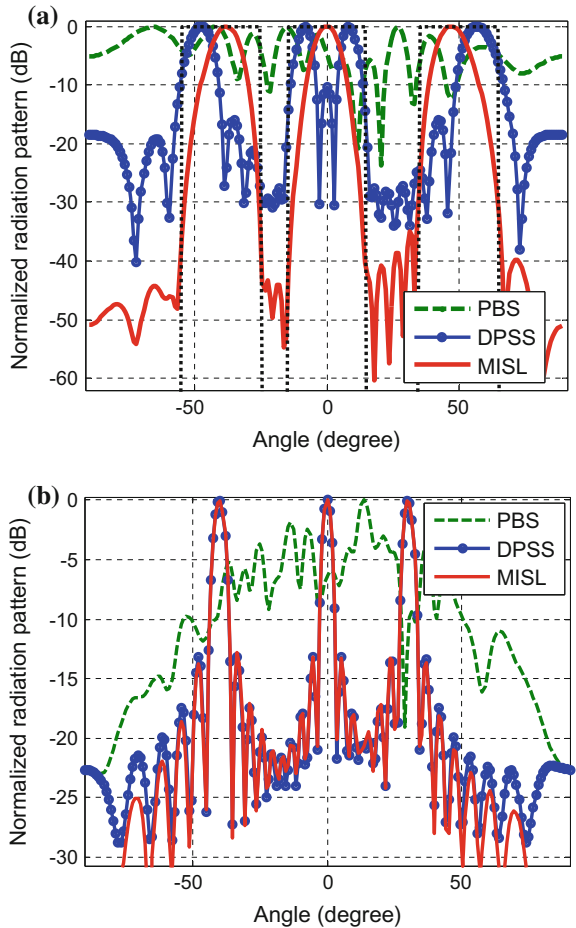 (a)
Normalized radiation pattern (dB)
0
-10
-20
-30
-40
-50
-60
-50
0
50
Angle (degree)
PBS
DPSS
MISL
(b)
Normalized radiation pattern (dB)
0
-5
-10
-15
-20
-25
-30
-50
0
50
Angle (degree)
PBS
DPSS
MISL